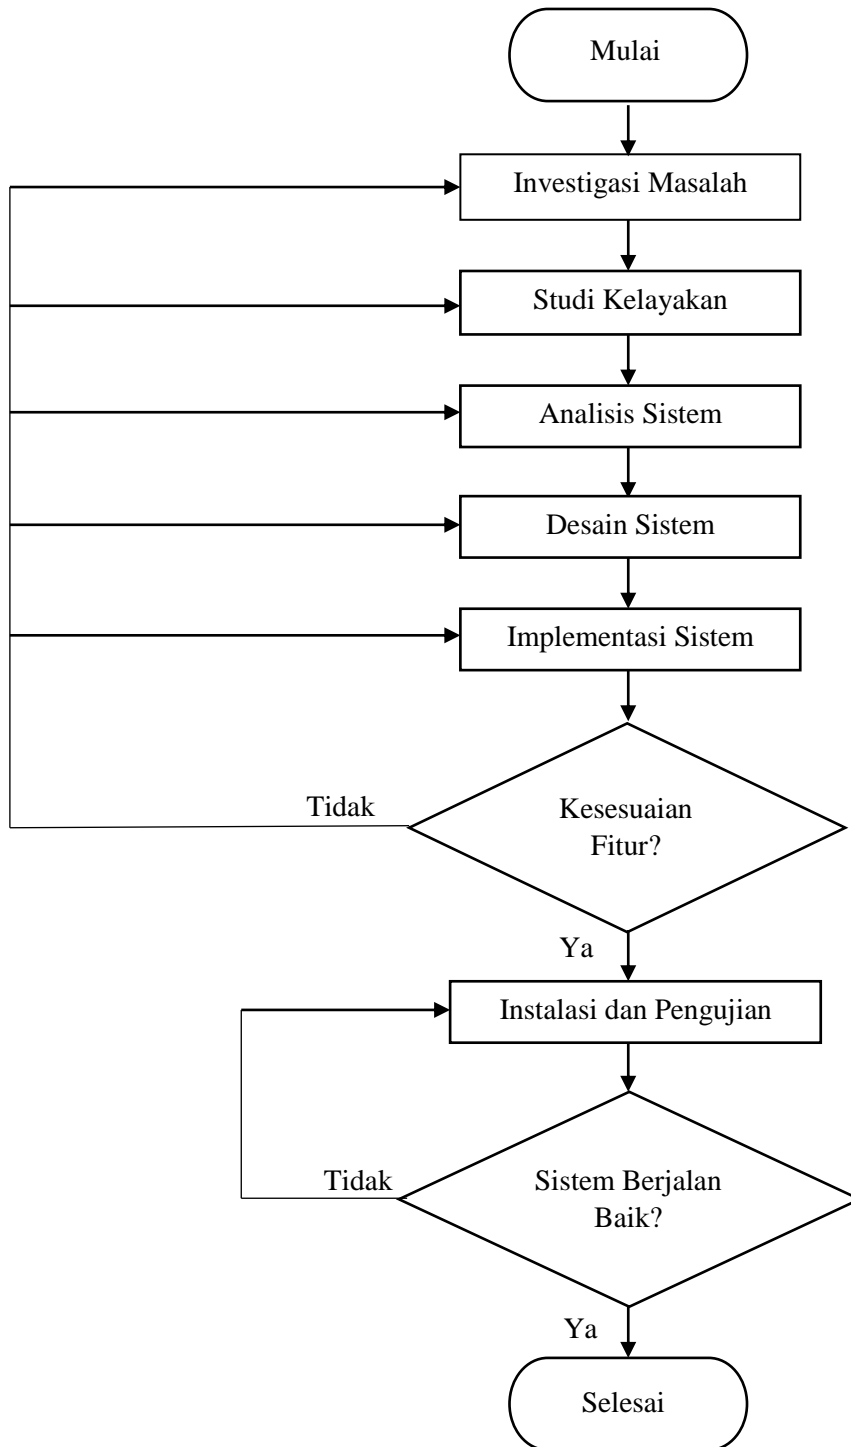 Mulai
Investigasi Masalah
Studi Kelayakan
Analisis Sistem
Desain Sistem
Implementasi Sistem
Tidak
Kesesuaian
Fitur?
Ya
Instalasi dan Pengujian
Tidak
Sistem Berjalan
Baik?
Ya
Selesai